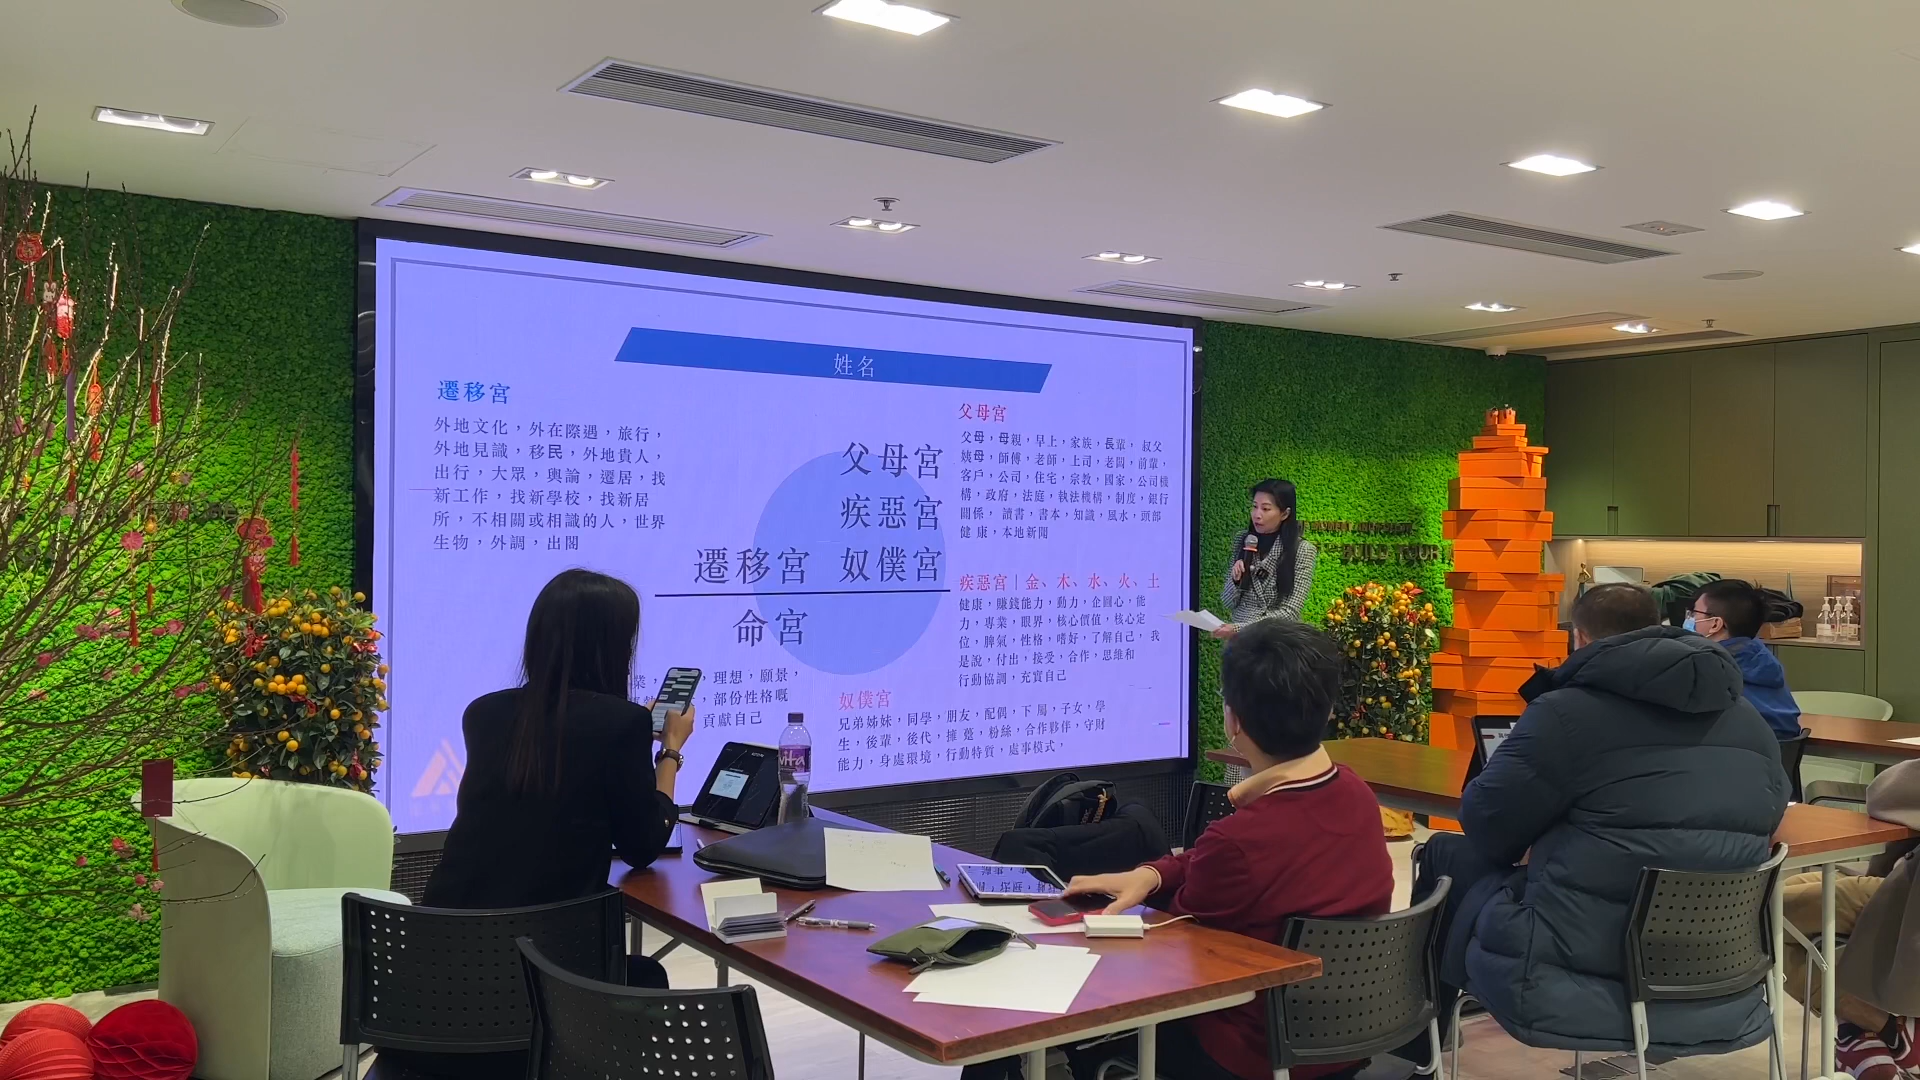 姓名
遷移宮
外地文化，外在際遇，旅行，
外地見識，移民，外地貴人，
出行，大眾，輿論，遷居，找
新工作，找新學校，找新居
所，不相關或相識的人，世界
生物，外調，出閣
父母宮
疾惡宮
遷移宮 奴僕宮
命宮
業，
理想，願景，
，部份性格嘅
貢獻自己
父母宮
父母，母親，早上，家族，長輩， 叔父
姨母，師傅，老師，上司，老闆，前輩，
客戶，公司，住宅，宗教，國家，公司機
構，政府，法庭，執法機構，制度，銀行
關係， 讀書，書本，知識，風水，頭部
健 康，本地新聞
疾惡宮 | 金、木、水、火、土
健康，賺錢能力，動力，企圖心，能
力，專業，眼界，核心價值，核心定
位，脾氣，性格，嗜好，了解自己， 我
是說，付出，接受，合作，思維和
行動協調，充實自己
奴僕宮
兄弟姊妹，同學，朋友，配偶，下 屬，子女，學
生，後輩，後代，擁 躉，粉絲，合作夥伴，守財
能力，身處環境，行動特質，處事模式，
BUILD YOUR
vita